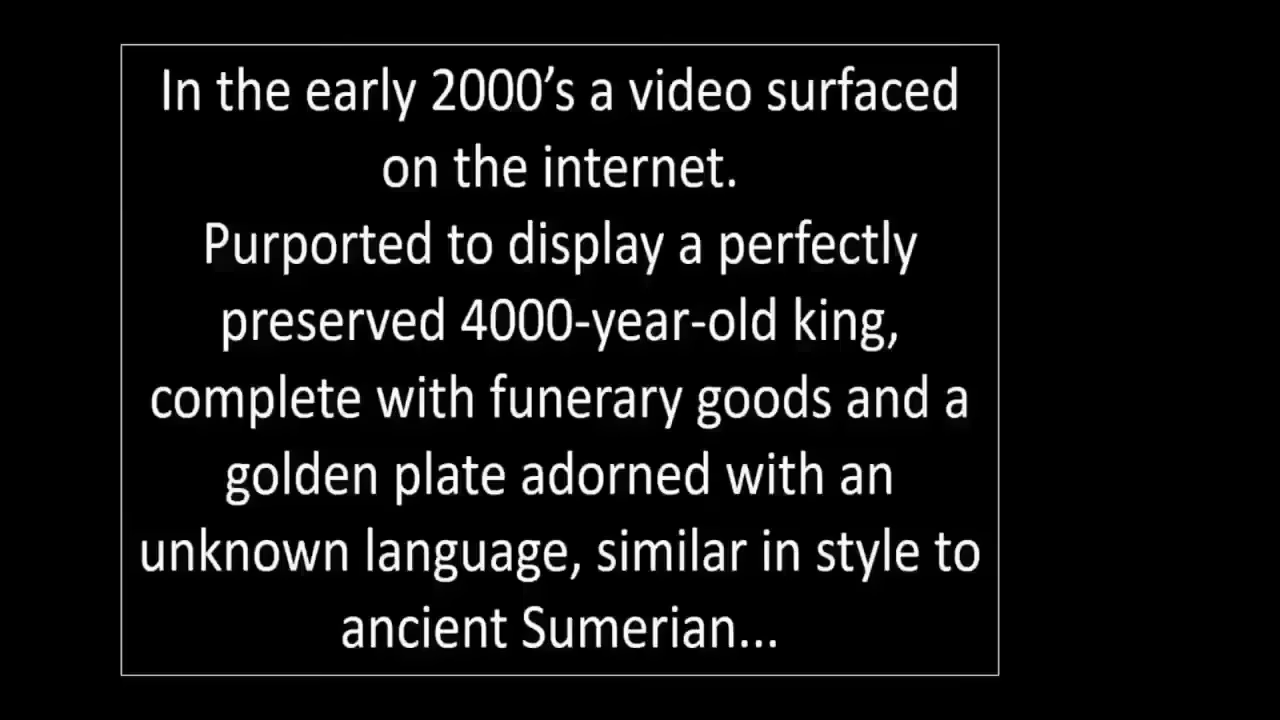 In the early 2000’s a video surfaced
on the internet.
Purported to display a perfectly
preserved 4000-year-old king,
complete with funerary goods and a
golden plate adorned with an
unknown language, similar in style to
ancient Sumerian...